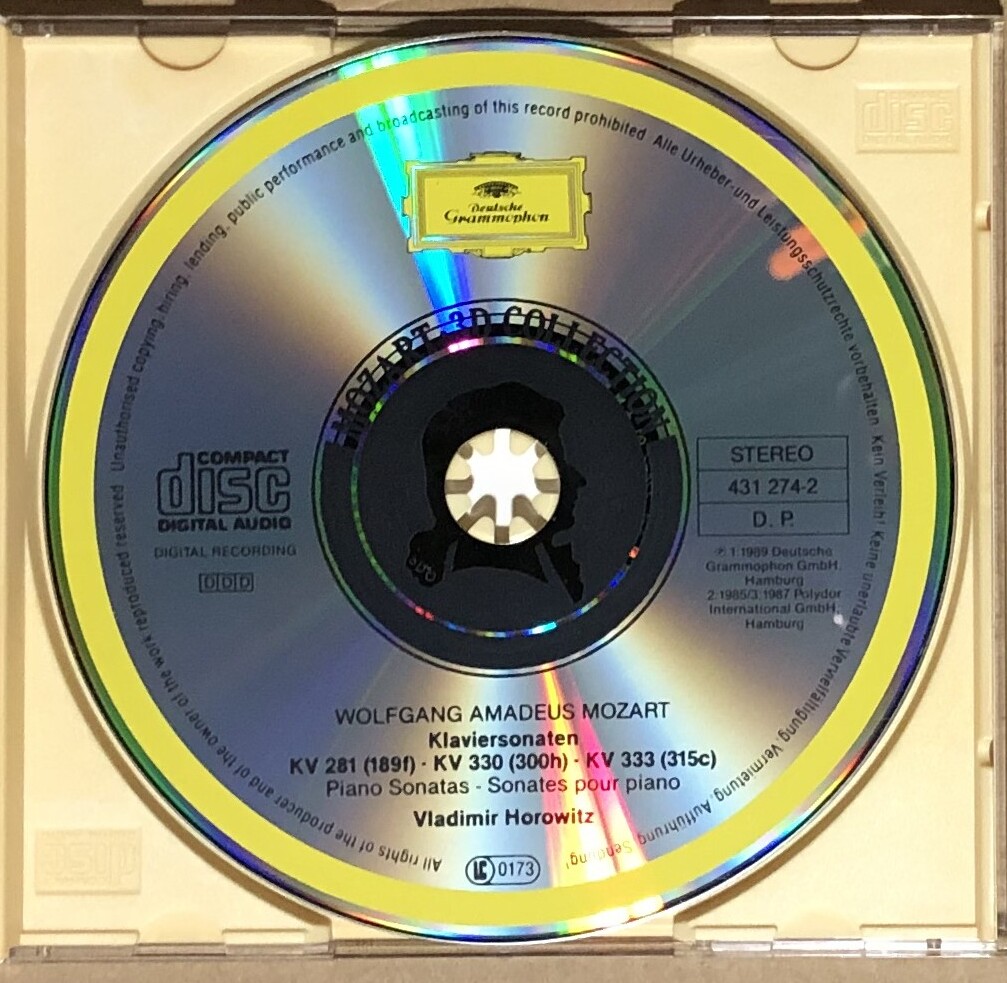 Unauthorised copying, hiring, lending, public performance and broadcasting of this record prohibited
Alle Urheber-und Leistungsschutzrechte vorbehalten · Kein Verleih! Keine unerlaubte Vervielfältigung, Vermietung, Aufführung, Sendung!
All rights of the producer and of the owner of the work reproduced reserved
disc
Deutsche
Grammophon
MOZART 3D COLLECTION
COMPACT
disc
DIGITAL AUDIO
DIGITAL RECORDING
DDD
STEREO
431 274-2
D. P.
℗ 1:1989 Deutsche
Grammophon GmbH,
Hamburg
2:1985/3:1987 Polydor
International GmbH,
Hamburg
WOLFGANG AMADEUS MOZART
Klaviersonaten
KV 281 (189f) · KV 330 (300h) · KV 333 (315c)
Piano Sonatas - Sonates pour piano
Vladimir Horowitz
LC 0173
disc